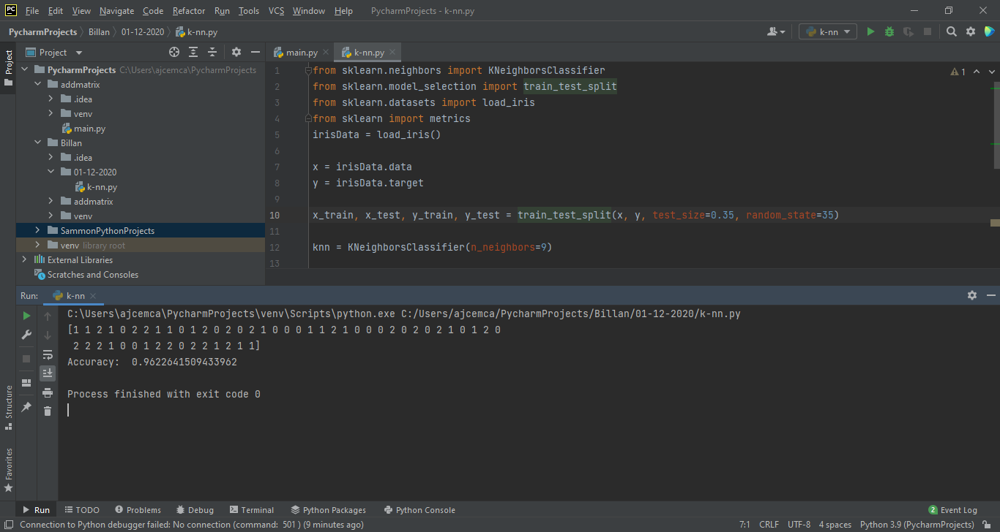 PC File Edit View Navigate Code Refactor Run Tools VCS Window Help PycharmProjects - k-nn.py
PycharmProjects Billan 01-12-2020 k-nn.py k-nn
Project
Project
PycharmProjects C:\Users\ajcemca\PycharmProjects
addmatrix
.idea
venv
main.py
Billan
.idea
01-12-2020
k-nn.py
addmatrix
venv
SammonPythonProjects
venv library root
External Libraries
Scratches and Consoles
main.py k-nn.py
1 from sklearn.neighbors import KNeighborsClassifier
2 from sklearn.model_selection import train_test_split
3 from sklearn.datasets import load_iris
4 from sklearn import metrics
5 irisData = load_iris()
6
7 x = irisData.data
8 y = irisData.target
9
10 x_train, x_test, y_train, y_test = train_test_split(x, y, test_size=0.35, random_state=35)
11
12 knn = KNeighborsClassifier(n_neighbors=9)
13
1
Run: k-nn
C:\Users\ajcemca\PycharmProjects\venv\Scripts\python.exe C:/Users/ajcemca/PycharmProjects/Billan/01-12-2020/k-nn.py
[1 1 2 1 0 2 2 1 1 0 1 2 0 2 0 2 1 0 0 0 1 1 2 1 0 0 0 2 0 2 0 2 1 0 1 2 0
2 2 2 1 0 0 1 2 2 0 2 2 1 2 1 1]
Accuracy: 0.9622641509433962
Process finished with exit code 0
Structure
Favorites
Run TODO Problems Debug Terminal Python Packages Python Console 2 Event Log
Connection to Python debugger failed: No connection (command: 501 ) (9 minutes ago) 7:1 CRLF UTF-8 4 spaces Python 3.9 (PycharmProjects)